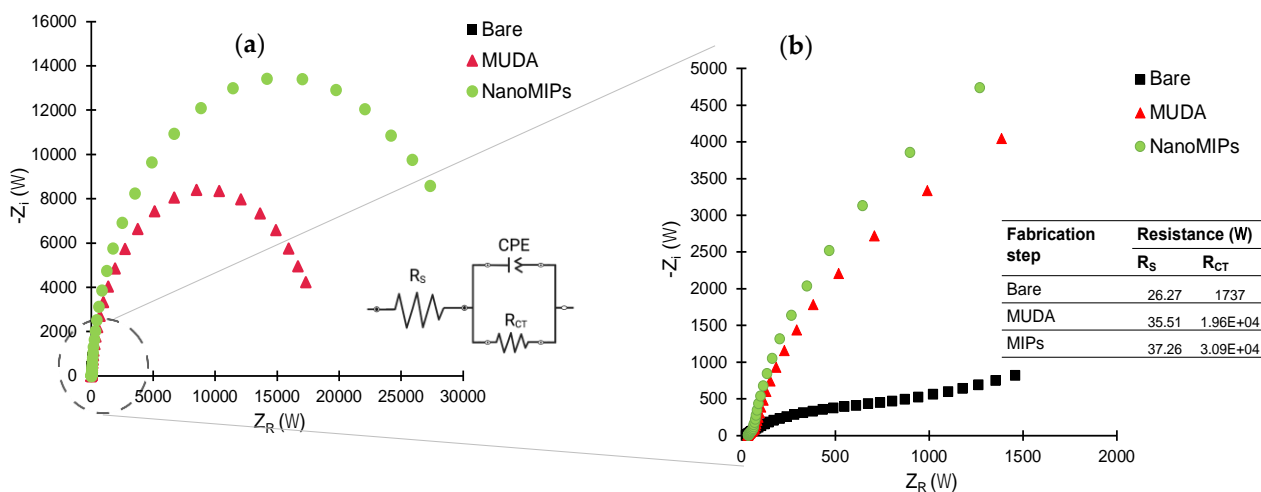 (a)
Bare
MUDA
NanoMIPs
-Zi (W)
16000
14000
12000
10000
8000
6000
4000
2000
0
0 5000 10000 15000 20000 25000 30000
ZR (W)
RS
CPE
RCT
(b)
Bare
MUDA
NanoMIPs
-Zi (W)
5000
4500
4000
3500
3000
2500
2000
1500
1000
500
0
0 500 1000 1500 2000
ZR (W)
Fabrication step Resistance (W)
RS RCT
Bare 26.27 1737
MUDA 35.51 1.96E+04
MIPs 37.26 3.09E+04